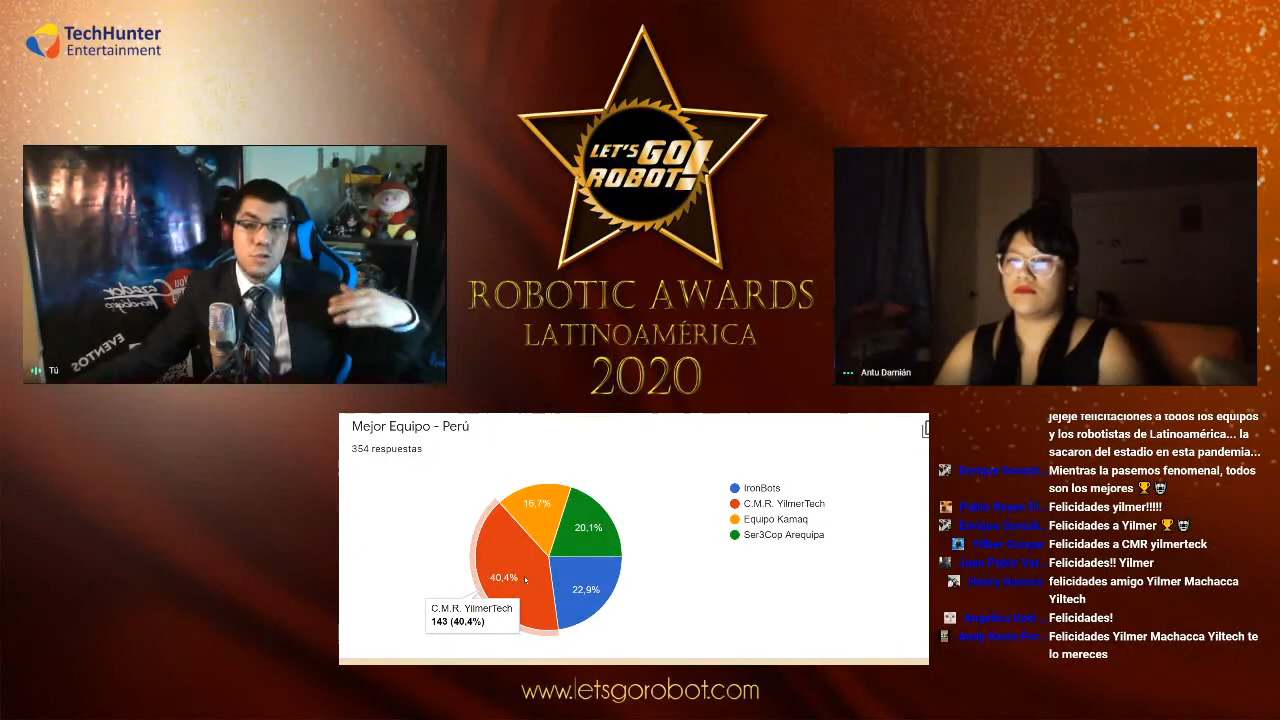 TechHunter
Entertainment
LET'S GO
ROBOT!
ROBOTIC AWARDS
LATINOAMÉRICA
2020
You
EVENTOS
Tú
Antu Damián
Mejor Equipo - Perú
354 respuestas
16,7%
20,1%
40,4%
22,9%
C.M.R. YilmerTech
143 (40,4%)
IronBots
C.M.R. YilmerTech
Equipo Kamaq
Ser3Cop Arequipa
jejeje felicitaciones a todos los equipos
y los robotistas de Latinoamérica... la
sacaron del estadio en esta pandemia...
Mientras la pasemos fenomenal, todos
son los mejores 🏆
Felicidades yilmer!!!!!
Felicidades a Yilmer 🏆
Felicidades a CMR yilmerteck
Felicidades!! Yilmer
felicidades amigo Yilmer Machacca
Yiltech
Felicidades!
Felicidades Yilmer Machacca Yiltech te
lo mereces
www.letsgorobot.com